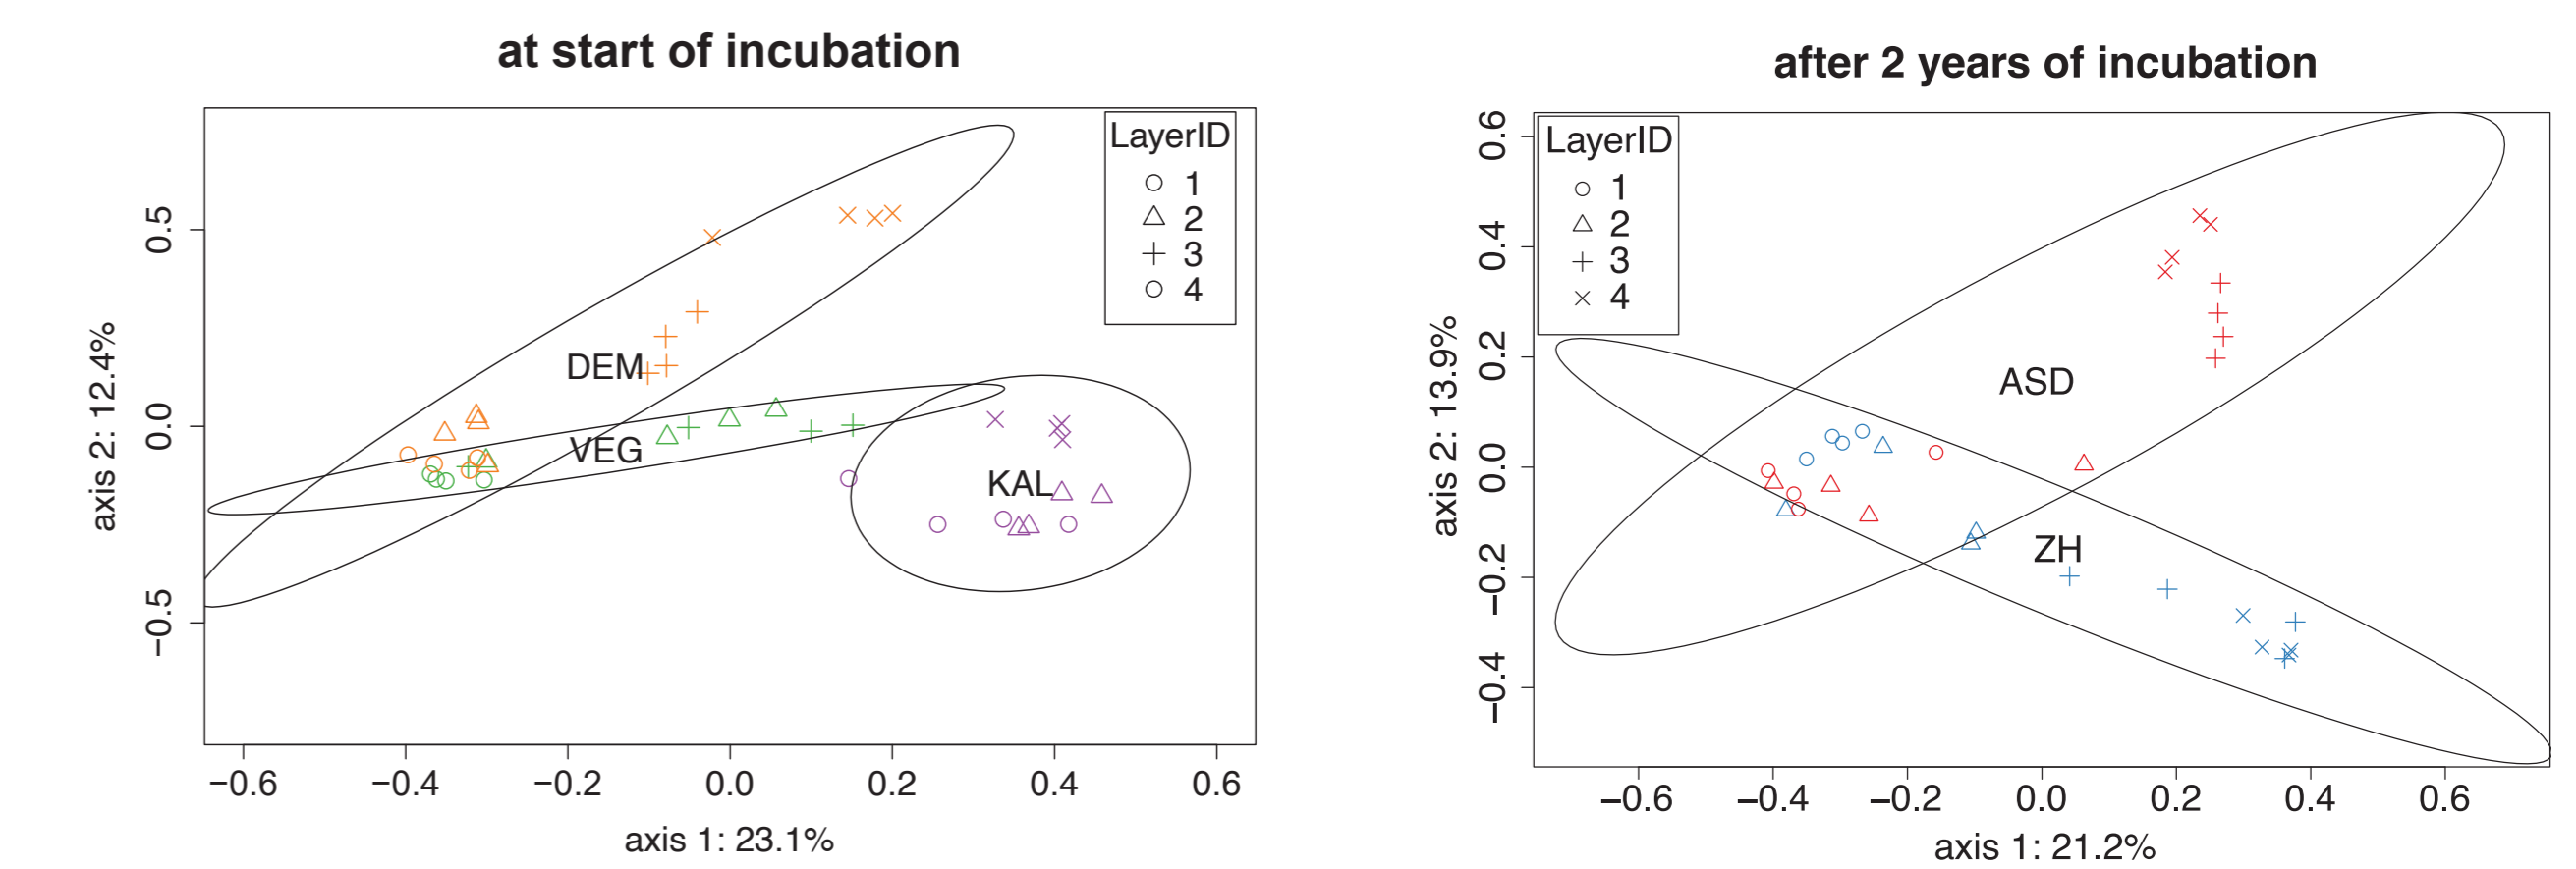 at start of incubation
LayerID
1
2
3
4
DEM
VEG
KAL
0.5
0.0
−0.5
axis 2: 12.4%
−0.6 −0.4 −0.2 0.0 0.2 0.4 0.6
axis 1: 23.1%
after 2 years of incubation
LayerID
1
2
3
4
ASD
ZH
0.6
0.4
0.2
0.0
−0.2
−0.4
axis 2: 13.9%
−0.6 −0.4 −0.2 0.0 0.2 0.4 0.6
axis 1: 21.2%